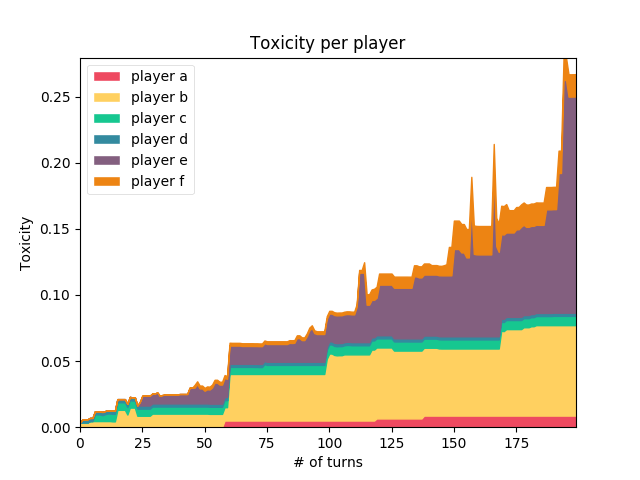 Toxicity per player
player a
player b
player c
player d
player e
player f
Toxicity
0.25
0.20
0.15
0.10
0.05
0.00
0 25 50 75 100 125 150 175
# of turns